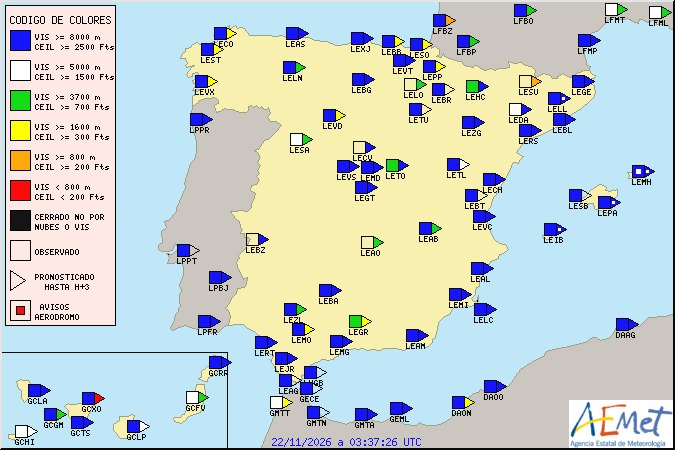 CODIGO DE COLORES
VIS >= 8000 m
CEIL >= 2500 Fts
VIS >= 5000 m
CEIL >= 1500 Fts
VIS >= 3700 m
CEIL >= 700 Fts
VIS >= 1600 m
CEIL >= 300 Fts
VIS >= 800 m
CEIL >= 200 Fts
VIS < 800 m
CEIL < 200 Fts
CERRADO NO POR
NUBES O VIS
OBSERVADO
PRONOSTICADO
HASTA H+3
AVISOS
AERODROMO
LFBO
LFMT
LFML
LFBZ
LECO
LEAS
LEXJ
LEBB
LESO
LFBP
LFMP
LEST
LEVT
LEPP
LELN
LEBG
LEVX
LELO
LEBR
LEHC
LESU
LEGE
LELL
LPPR
LEVD
LETU
LEZG
LEDA
LERS
LEBL
LESA
LECV
LEVS
LEMD
LETO
LETL
LEMH
LEGT
LECH
LEBT
LESB
LEPA
LEVC
LEAB
LEIB
LEBZ
LEAO
LPPT
LPBJ
LEAL
LEBA
LEMI
LEZL
LELC
LPFR
LEMO
LEGR
DAAG
LERT
LEMG
LEAM
LEJR
GCRR
LXGB
LEAG
GCLA
GCXO
GCFV
GECE
DAOO
GMTT
DAON
GCGM
GMTN
GMTA
GEML
GCTS
GCLP
GCHI
22/11/2026 a 03:37:26 UTC
AEMet
Agencia Estatal de Meteorología